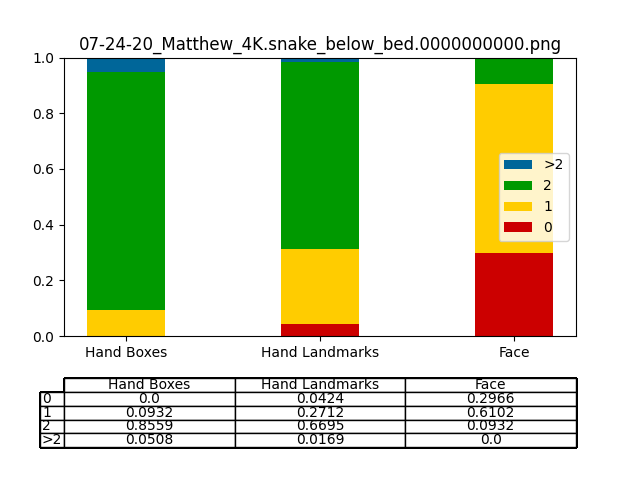 07-24-20_Matthew_4K.snake_below_bed.0000000000.png
1.0
0.8
0.6
0.4
0.2
0.0
>2
2
1
0
Hand Boxes Hand Landmarks Face
Hand Boxes Hand Landmarks Face
0 0.0 0.0424 0.2966
1 0.0932 0.2712 0.6102
2 0.8559 0.6695 0.0932
>2 0.0508 0.0169 0.0